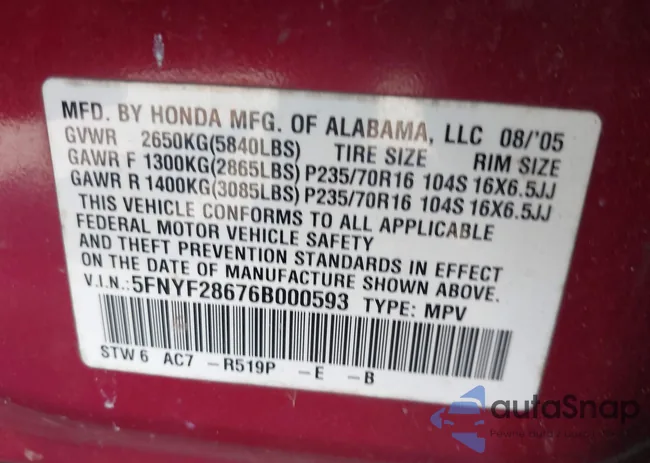 MFD. BY HONDA MFG. OF ALABAMA, LLC 08/'05
GVWR 2650KG(5840LBS) TIRE SIZE RIM SIZE
GAWR F 1300KG(2865LBS) P235/70R16 104S 16X6.5JJ
GAWR R 1400KG(3085LBS) P235/70R16 104S 16X6.5JJ
THIS VEHICLE CONFORMS TO ALL APPLICABLE
FEDERAL MOTOR VEHICLE SAFETY
AND THEFT PREVENTION STANDARDS IN EFFECT
ON THE DATE OF MANUFACTURE SHOWN ABOVE.
V.I.N.:5FNYF28676B000593 TYPE: MPV
STW 6 AC7 -R519P -E -B
autoSnap